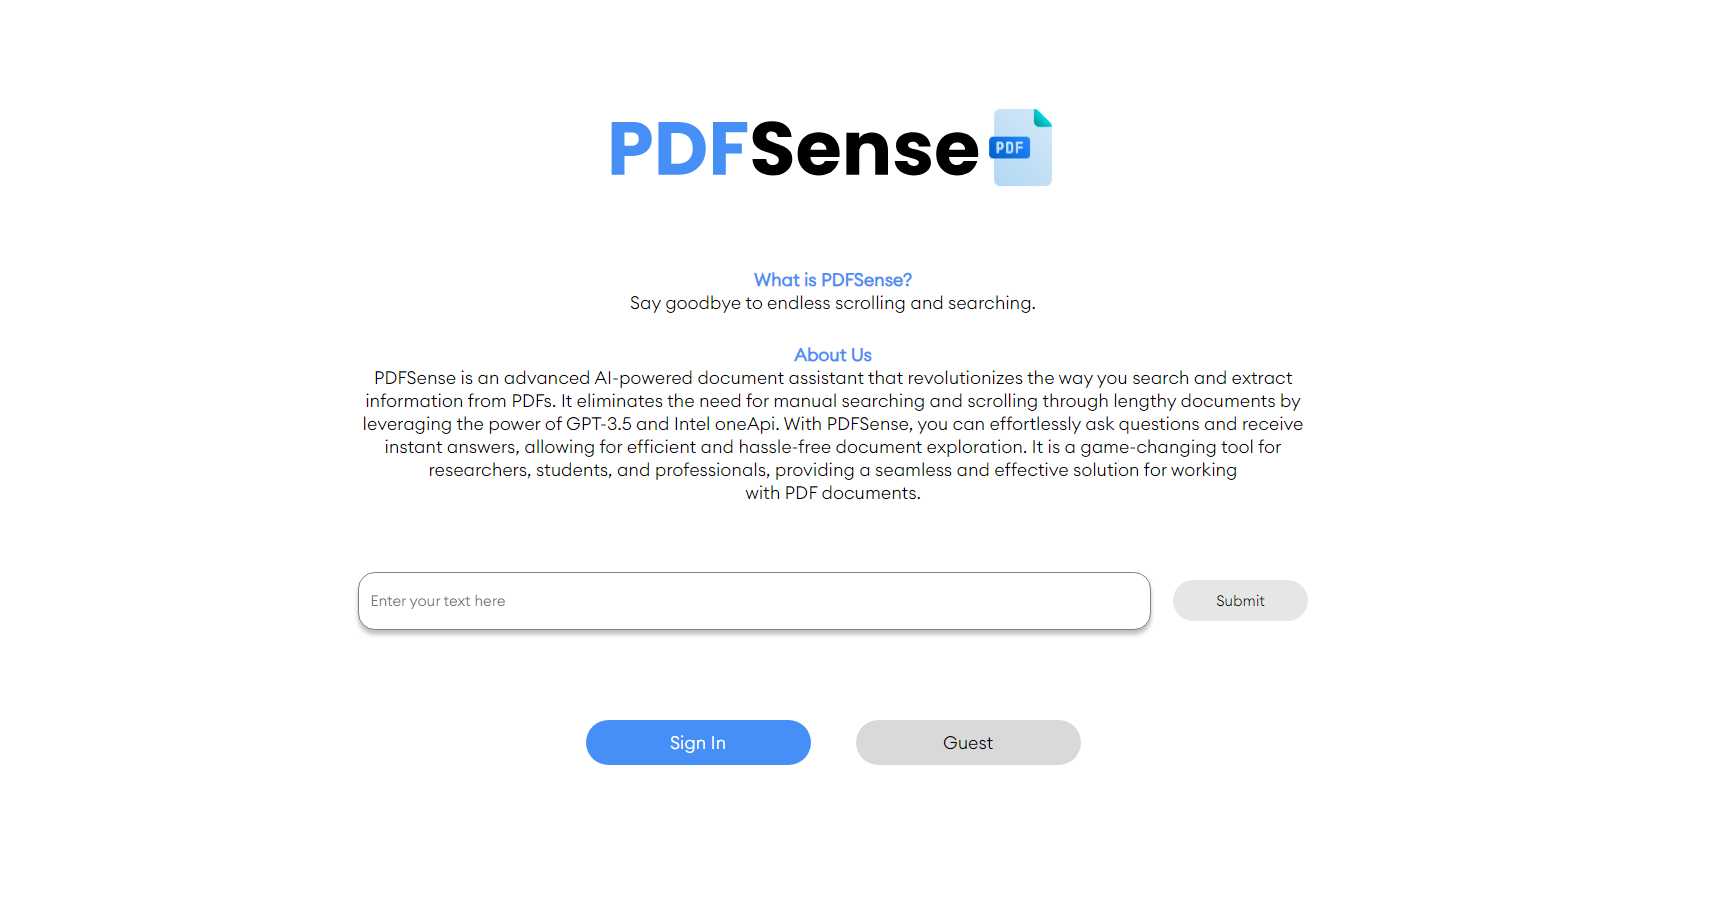 PDFSense
PDF
What is PDFSense?
Say goodbye to endless scrolling and searching.
About Us
PDFSense is an advanced AI-powered document assistant that revolutionizes the way you search and extract
information from PDFs. It eliminates the need for manual searching and scrolling through lengthy documents by
leveraging the power of GPT-3.5 and Intel oneApi. With PDFSense, you can effortlessly ask questions and receive
instant answers, allowing for efficient and hassle-free document exploration. It is a game-changing tool for
researchers, students, and professionals, providing a seamless and effective solution for working
with PDF documents.
Enter your text here
Submit
Sign In
Guest